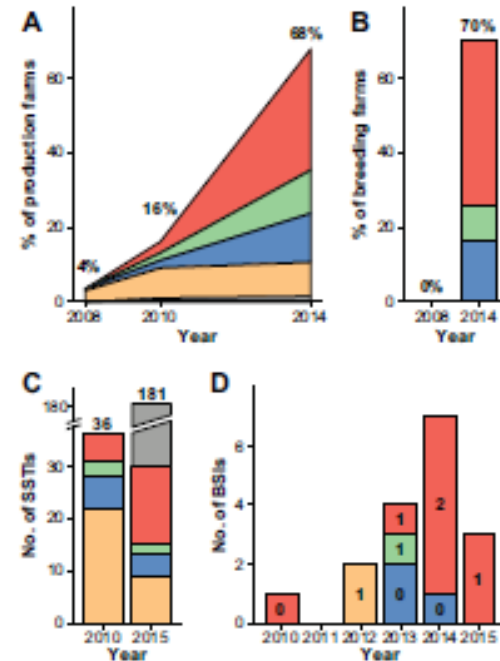 A
% of production farms
60
40
20
0
4%
16%
68%
2008
2010
2014
Year
B
% of breeding farms
60
40
20
0
0%
70%
2008
2014
Year
C
No. of SSTIs
180
30
10
0
36
181
2010
2015
Year
D
No. of BSIs
6
4
2
0
0
1
1
1
0
2
0
1
2010 2011 2012 2013 2014 2015
Year